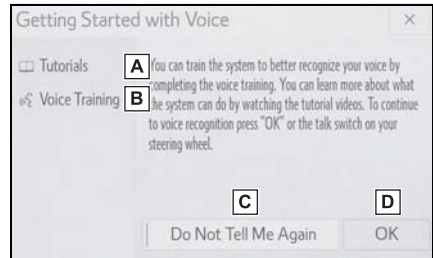 Getting Started with Voice ×
Tutorials
A
Voice Training
B
You can train the system to better recognize your voice by
completing the voice training. You can learn more about what
the system can do by watching the tutorial videos. To continue
to voice recognition press "OK" or the talk switch on your
steering wheel.
C
D
Do Not Tell Me Again
OK